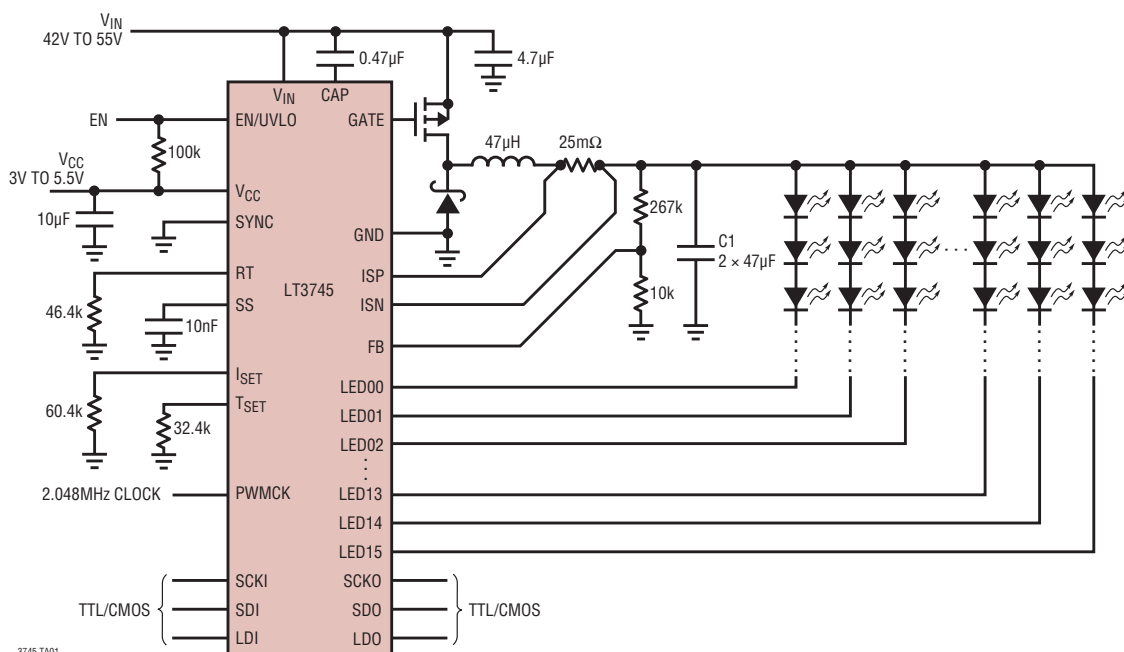 VIN
42V TO 55V
0.47µF
4.7µF
VIN
CAP
EN
EN/UVLO
GATE
100k
47µH
25mΩ
VCC
3V TO 5.5V
VCC
10µF
SYNC
267k
GND
C1
2 × 47µF
RT
ISP
LT3745
10k
46.4k
SS
ISN
10nF
FB
ISET
LED00
60.4k
TSET
LED01
32.4k
LED02
2.048MHz CLOCK
PWMCK
LED13
LED14
LED15
SCKI
SCKO
TTL/CMOS
SDI
SDO
TTL/CMOS
LDI
LDO
3745 TA01